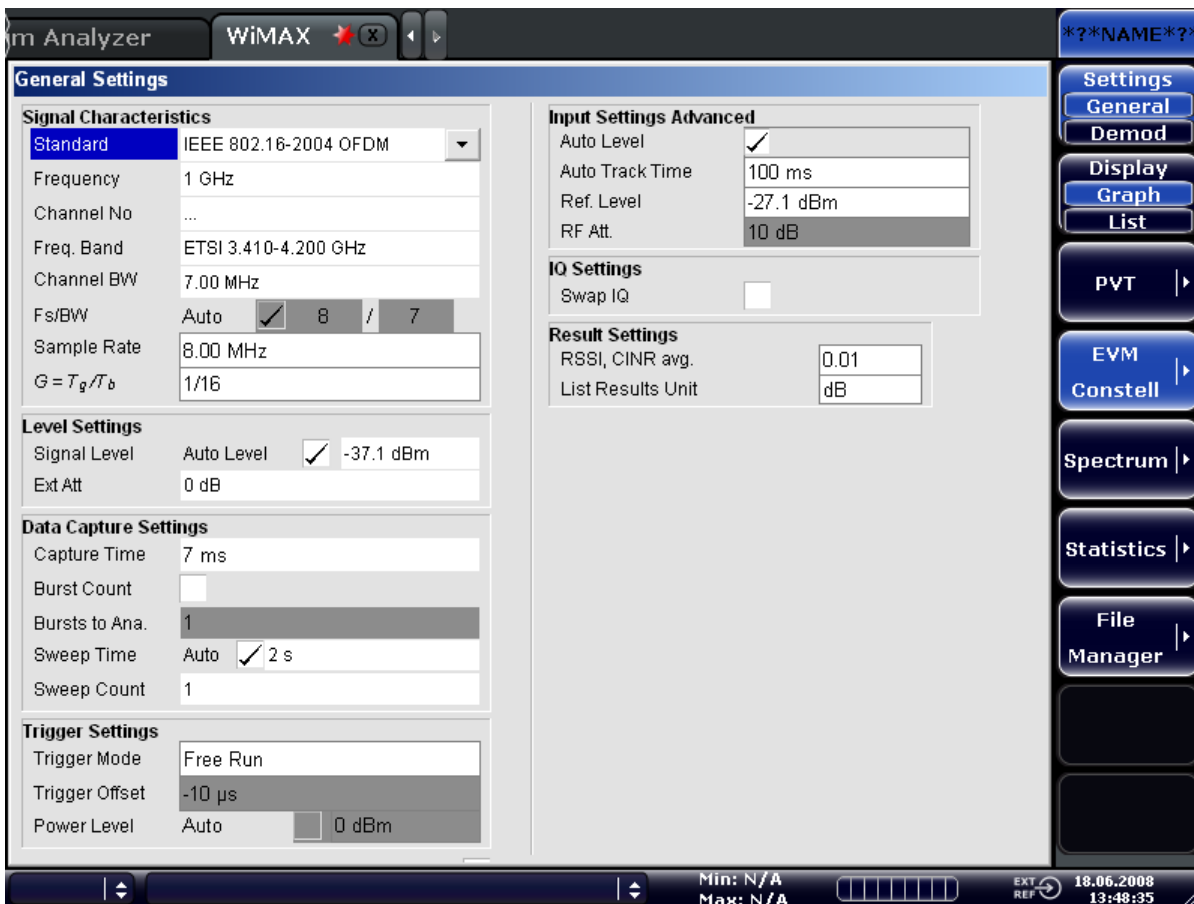 m Analyzer
WiMAX
x
*?*NAME*?*
General Settings
Signal Characteristics
Standard IEEE 802.16-2004 OFDM
Frequency 1 GHz
Channel No ...
Freq. Band ETSI 3.410-4.200 GHz
Channel BW 7.00 MHz
Fs/BW Auto 8 / 7
Sample Rate 8.00 MHz
G = Tg/Tb 1/16
Level Settings
Signal Level Auto Level -37.1 dBm
Ext Att 0 dB
Data Capture Settings
Capture Time 7 ms
Burst Count
Bursts to Ana. 1
Sweep Time Auto 2 s
Sweep Count 1
Trigger Settings
Trigger Mode Free Run
Trigger Offset -10 µs
Power Level Auto 0 dBm
Input Settings Advanced
Auto Level
Auto Track Time 100 ms
Ref. Level -27.1 dBm
RF Att. 10 dB
IQ Settings
Swap IQ
Result Settings
RSSI, CINR avg. 0.01
List Results Unit dB
Settings
General
Demod
Display
Graph
List
PVT
EVM
Constell
Spectrum
Statistics
File
Manager
Min: N/A
Max: N/A
EXT
REF
18.06.2008
13:48:35